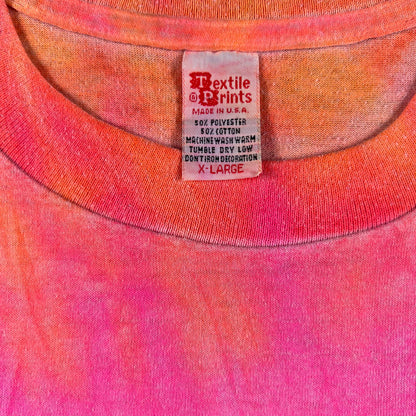 Textile
® Prints
MADE IN U.S.A.
50% POLYESTER
50% COTTON
MACHINE WASH WARM
TUMBLE DRY LOW
DON'T IRON DECORATION
X-LARGE